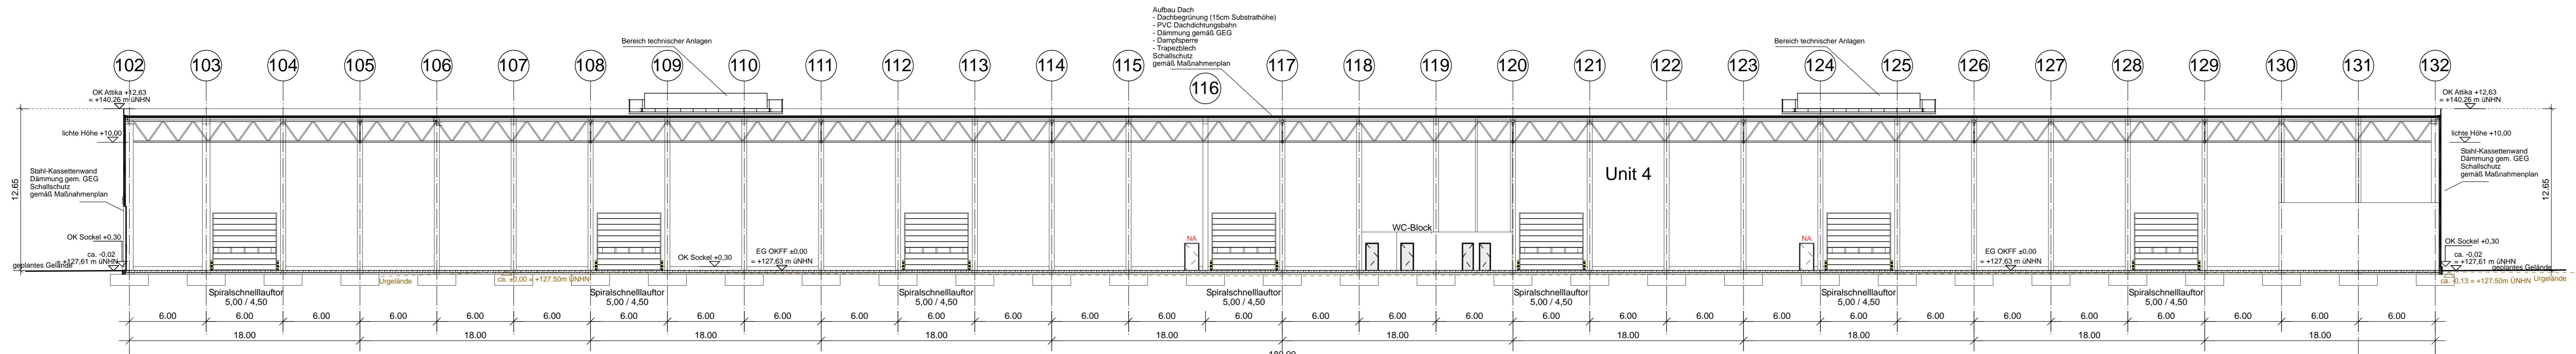 Aufbau Dach
- Dachbegrünung (15cm Substrathöhe)
- PVC Dachdichtungsbahn
- Dämmung gemäß GEG
- Dampfsperre
- Trapezblech
Schallschutz
gemäß Maßnahmenplan
Bereich technischer Anlagen
Bereich technischer Anlagen
102 103 104 105 106 107 108 109 110 111 112 113 114 115 116 117 118 119 120 121 122 123 124 125 126 127 128 129 130 131 132
OK Attika +12,63
= +140,26 m üNHN
OK Attika +12,63
= +140,26 m üNHN
lichte Höhe +10,00
lichte Höhe +10,00
Stahl-Kassettenwand
Dämmung gem. GEG
Schallschutz
gemäß Maßnahmenplan
Stahl-Kassettenwand
Dämmung gem. GEG
Schallschutz
gemäß Maßnahmenplan
12.65
12.65
Unit 4
WC-Block
NA
NA
OK Sockel +0,30
ca. -0,02
= +127,61 m üNHN
geplantes Gelände
OK Sockel +0,30
EG OKFF ±0,00
= +127,63 m üNHN
EG OKFF ±0,00
= +127,63 m üNHN
OK Sockel +0,30
ca. -0,02
= +127,61 m üNHN
geplantes Gelände
Urgelände
ca. ±0,00 = +127.50m ÜNHN
ca. -0,13 = +127.50m ÜNHN
Urgelände
Spiralschnelllauftor
5,00 / 4,50
Spiralschnelllauftor
5,00 / 4,50
Spiralschnelllauftor
5,00 / 4,50
Spiralschnelllauftor
5,00 / 4,50
Spiralschnelllauftor
5,00 / 4,50
Spiralschnelllauftor
5,00 / 4,50
Spiralschnelllauftor
5,00 / 4,50
6.00 6.00 6.00 6.00 6.00 6.00 6.00 6.00 6.00 6.00 6.00 6.00 6.00 6.00 6.00 6.00 6.00 6.00 6.00 6.00 6.00 6.00 6.00 6.00 6.00 6.00 6.00 6.00 6.00 6.00
18.00 18.00 18.00 18.00 18.00 18.00 18.00 18.00 18.00 18.00
180.00